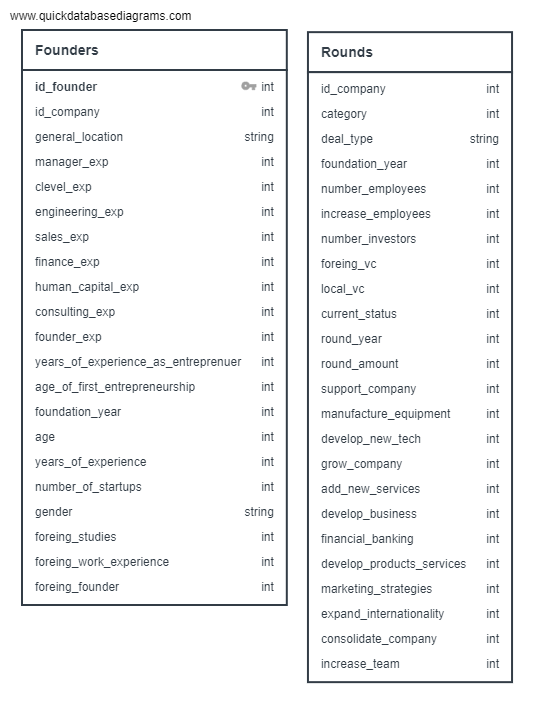 www.quickdatabasediagrams.com
Founders
id_founder int
id_company int
general_location string
manager_exp int
clevel_exp int
engineering_exp int
sales_exp int
finance_exp int
human_capital_exp int
consulting_exp int
founder_exp int
years_of_experience_as_entreprenuer int
age_of_first_entrepreneurship int
foundation_year int
age int
years_of_experience int
number_of_startups int
gender string
foreing_studies int
foreing_work_experience int
foreing_founder int
Rounds
id_company int
category int
deal_type string
foundation_year int
number_employees int
increase_employees int
number_investors int
foreing_vc int
local_vc int
current_status int
round_year int
round_amount int
support_company int
manufacture_equipment int
develop_new_tech int
grow_company int
add_new_services int
develop_business int
financial_banking int
develop_products_services int
marketing_strategies int
expand_internationality int
consolidate_company int
increase_team int